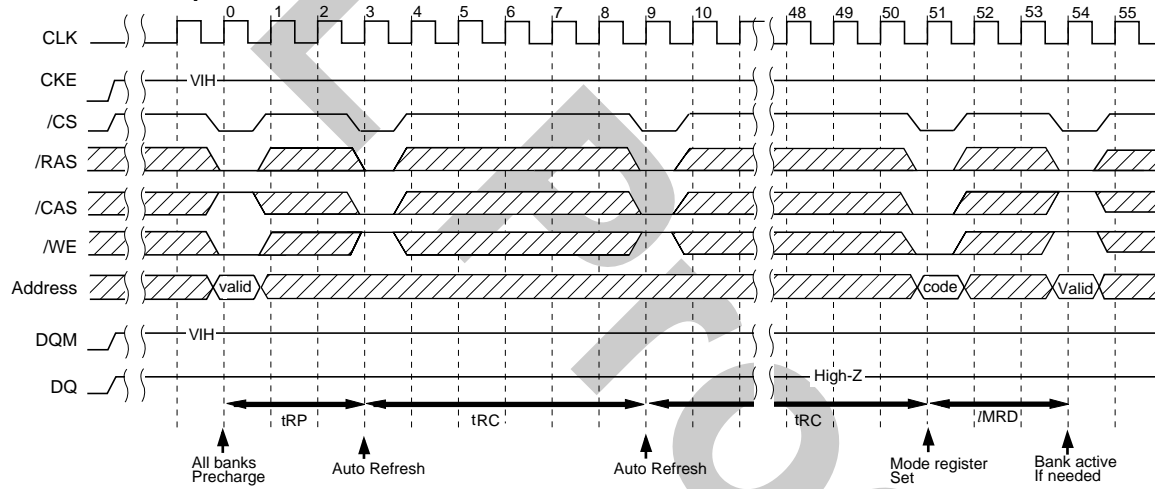 0 1 2 3 4 5 6 7 8 9 10 48 49 50 51 52 53 54 55
CLK
CKE VIH
/CS
/RAS
/CAS
/WE
Address valid code Valid
DQM VIH
DQ High-Z
tRP tRC tRC lMRD
All banks
Precharge
Auto Refresh
Auto Refresh
Mode register
Set
Bank active
If needed